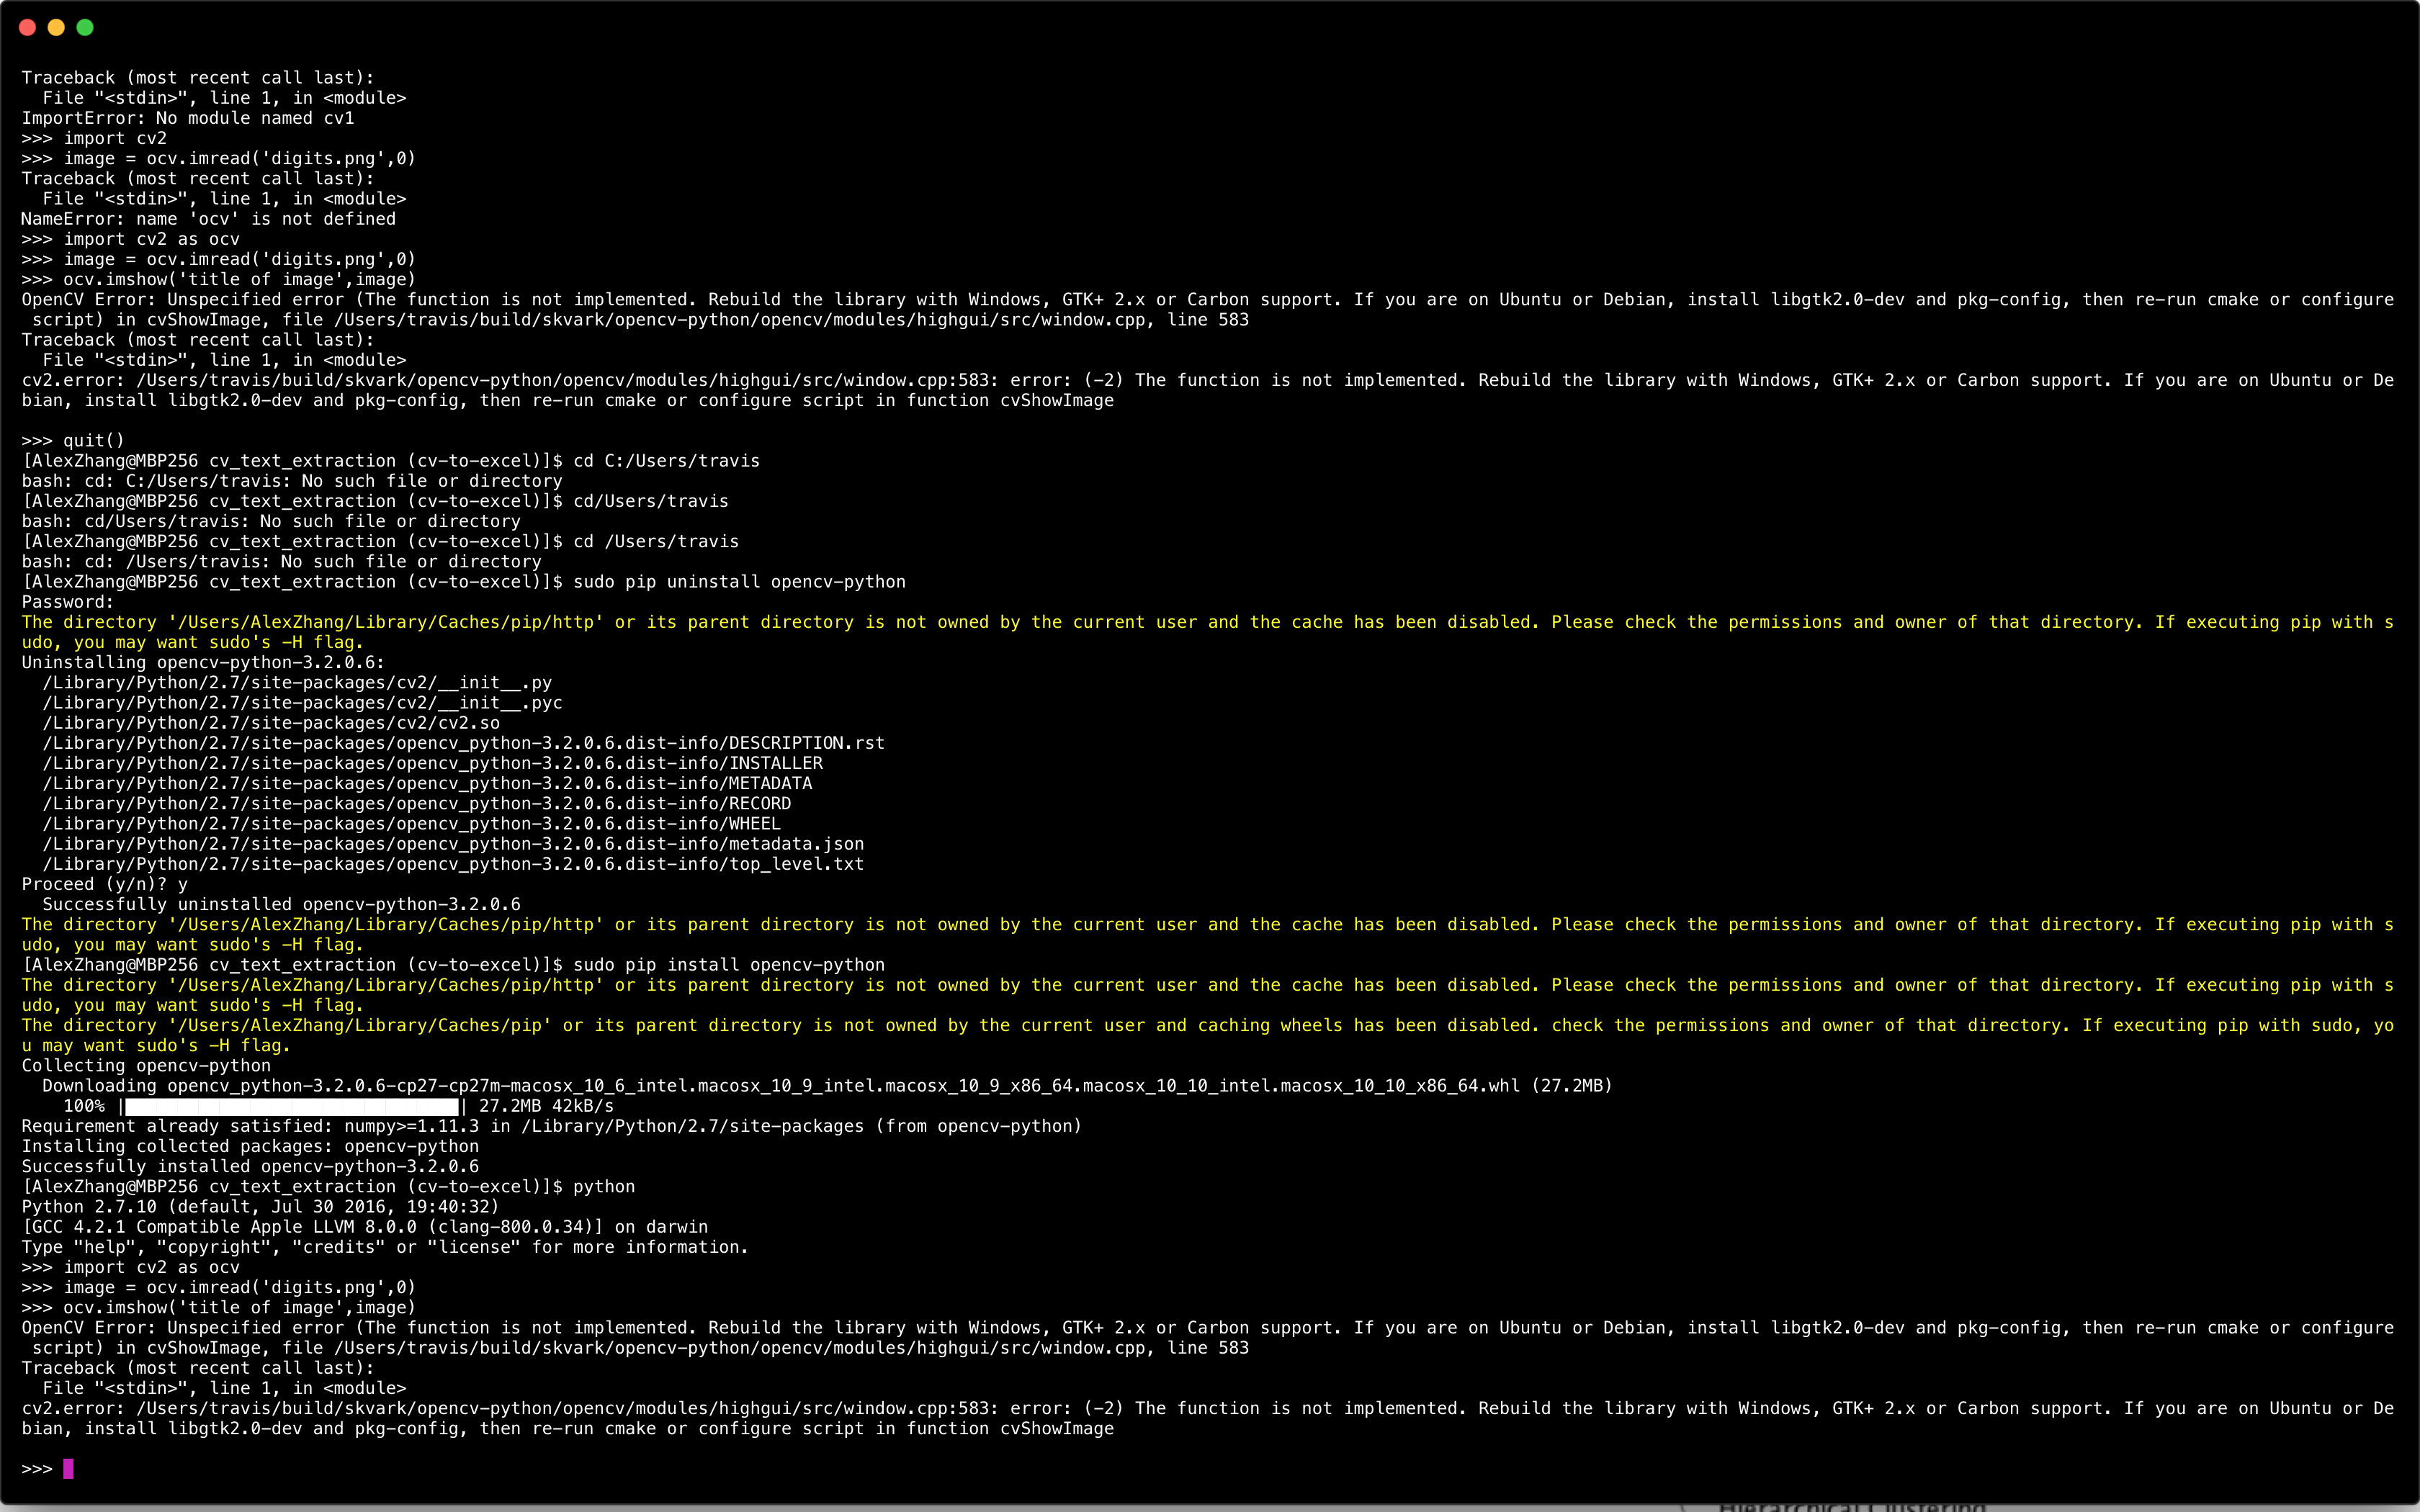 Traceback (most recent call last):
  File "<stdin>", line 1, in <module>
ImportError: No module named cv1
>>> import cv2
>>> image = ocv.imread('digits.png',0)
Traceback (most recent call last):
  File "<stdin>", line 1, in <module>
NameError: name 'ocv' is not defined
>>> import cv2 as ocv
>>> image = ocv.imread('digits.png',0)
>>> ocv.imshow('title of image',image)
OpenCV Error: Unspecified error (The function is not implemented. Rebuild the library with Windows, GTK+ 2.x or Carbon support. If you are on Ubuntu or Debian, install libgtk2.0-dev and pkg-config, then re-run cmake or configure
 script) in cvShowImage, file /Users/travis/build/skvark/opencv-python/opencv/modules/highgui/src/window.cpp, line 583
Traceback (most recent call last):
  File "<stdin>", line 1, in <module>
cv2.error: /Users/travis/build/skvark/opencv-python/opencv/modules/highgui/src/window.cpp:583: error: (-2) The function is not implemented. Rebuild the library with Windows, GTK+ 2.x or Carbon support. If you are on Ubuntu or De
bian, install libgtk2.0-dev and pkg-config, then re-run cmake or configure script in function cvShowImage
>>> quit()
[AlexZhang@MBP256 cv_text_extraction (cv-to-excel)]$ cd C:/Users/travis
bash: cd: C:/Users/travis: No such file or directory
[AlexZhang@MBP256 cv_text_extraction (cv-to-excel)]$ cd/Users/travis
bash: cd/Users/travis: No such file or directory
[AlexZhang@MBP256 cv_text_extraction (cv-to-excel)]$ cd /Users/travis
bash: cd: /Users/travis: No such file or directory
[AlexZhang@MBP256 cv_text_extraction (cv-to-excel)]$ sudo pip uninstall opencv-python
Password:
The directory '/Users/AlexZhang/Library/Caches/pip/http' or its parent directory is not owned by the current user and the cache has been disabled. Please check the permissions and owner of that directory. If executing pip with s
udo, you may want sudo's -H flag.
Uninstalling opencv-python-3.2.0.6:
  /Library/Python/2.7/site-packages/cv2/__init__.py
  /Library/Python/2.7/site-packages/cv2/__init__.pyc
  /Library/Python/2.7/site-packages/cv2/cv2.so
  /Library/Python/2.7/site-packages/opencv_python-3.2.0.6.dist-info/DESCRIPTION.rst
  /Library/Python/2.7/site-packages/opencv_python-3.2.0.6.dist-info/INSTALLER
  /Library/Python/2.7/site-packages/opencv_python-3.2.0.6.dist-info/METADATA
  /Library/Python/2.7/site-packages/opencv_python-3.2.0.6.dist-info/RECORD
  /Library/Python/2.7/site-packages/opencv_python-3.2.0.6.dist-info/WHEEL
  /Library/Python/2.7/site-packages/opencv_python-3.2.0.6.dist-info/metadata.json
  /Library/Python/2.7/site-packages/opencv_python-3.2.0.6.dist-info/top_level.txt
Proceed (y/n)? y
  Successfully uninstalled opencv-python-3.2.0.6
The directory '/Users/AlexZhang/Library/Caches/pip/http' or its parent directory is not owned by the current user and the cache has been disabled. Please check the permissions and owner of that directory. If executing pip with s
udo, you may want sudo's -H flag.
[AlexZhang@MBP256 cv_text_extraction (cv-to-excel)]$ sudo pip install opencv-python
The directory '/Users/AlexZhang/Library/Caches/pip/http' or its parent directory is not owned by the current user and the cache has been disabled. Please check the permissions and owner of that directory. If executing pip with s
udo, you may want sudo's -H flag.
The directory '/Users/AlexZhang/Library/Caches/pip' or its parent directory is not owned by the current user and caching wheels has been disabled. check the permissions and owner of that directory. If executing pip with sudo, yo
u may want sudo's -H flag.
Collecting opencv-python
  Downloading opencv_python-3.2.0.6-cp27-cp27m-macosx_10_6_intel.macosx_10_9_intel.macosx_10_9_x86_64.macosx_10_10_intel.macosx_10_10_x86_64.whl (27.2MB)
    100% |████████████████████████████████| 27.2MB 42kB/s
Requirement already satisfied: numpy>=1.11.3 in /Library/Python/2.7/site-packages (from opencv-python)
Installing collected packages: opencv-python
Successfully installed opencv-python-3.2.0.6
[AlexZhang@MBP256 cv_text_extraction (cv-to-excel)]$ python
Python 2.7.10 (default, Jul 30 2016, 19:40:32)
[GCC 4.2.1 Compatible Apple LLVM 8.0.0 (clang-800.0.34)] on darwin
Type "help", "copyright", "credits" or "license" for more information.
>>> import cv2 as ocv
>>> image = ocv.imread('digits.png',0)
>>> ocv.imshow('title of image',image)
OpenCV Error: Unspecified error (The function is not implemented. Rebuild the library with Windows, GTK+ 2.x or Carbon support. If you are on Ubuntu or Debian, install libgtk2.0-dev and pkg-config, then re-run cmake or configure
 script) in cvShowImage, file /Users/travis/build/skvark/opencv-python/opencv/modules/highgui/src/window.cpp, line 583
Traceback (most recent call last):
  File "<stdin>", line 1, in <module>
cv2.error: /Users/travis/build/skvark/opencv-python/opencv/modules/highgui/src/window.cpp:583: error: (-2) The function is not implemented. Rebuild the library with Windows, GTK+ 2.x or Carbon support. If you are on Ubuntu or De
bian, install libgtk2.0-dev and pkg-config, then re-run cmake or configure script in function cvShowImage
>>>
Hierarchical Clustering